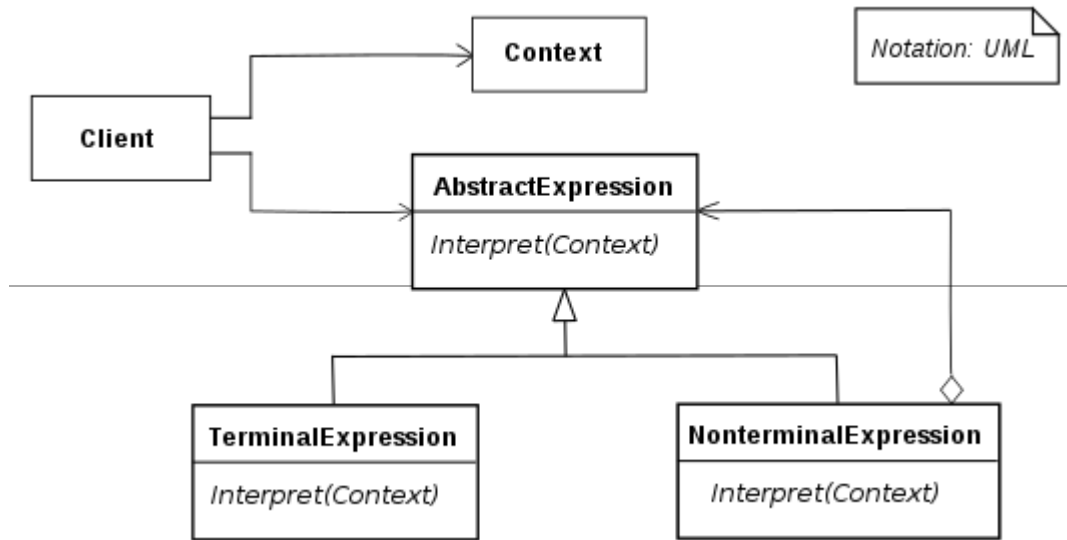 Context
Notation: UML
Client
AbstractExpression
Interpret(Context)
TerminalExpression
Interpret(Context)
NonterminalExpression
Interpret(Context)